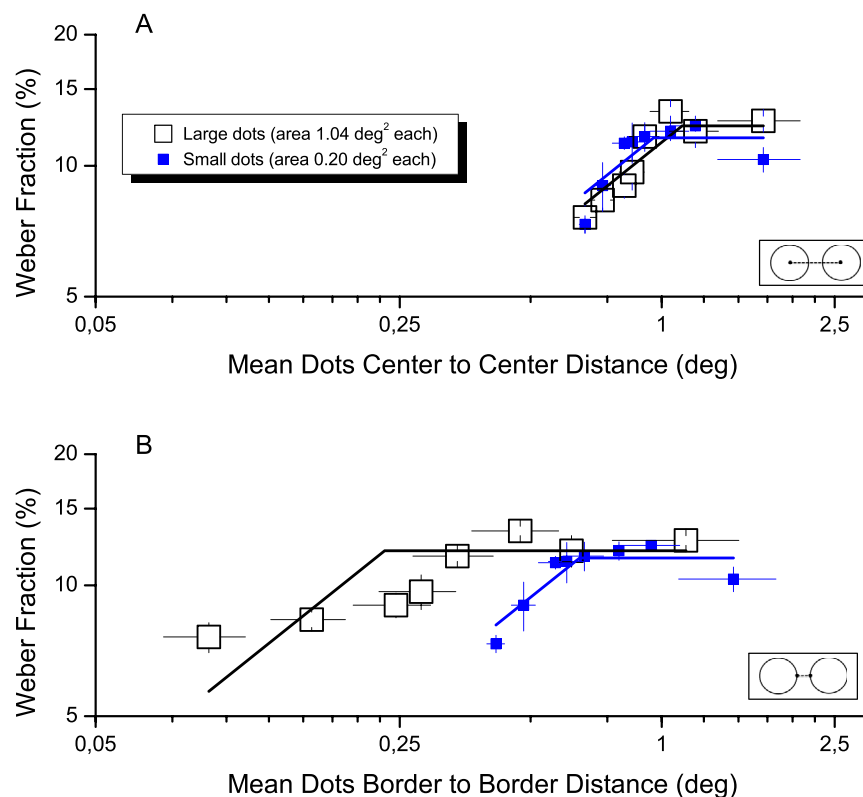 A
20
15
10
5
Weber Fraction (%)
Large dots (area 1.04 deg² each)
Small dots (area 0.20 deg² each)
0,05 0,25 1 2,5
Mean Dots Center to Center Distance (deg)
B
20
15
10
5
Weber Fraction (%)
0,05 0,25 1 2,5
Mean Dots Border to Border Distance (deg)